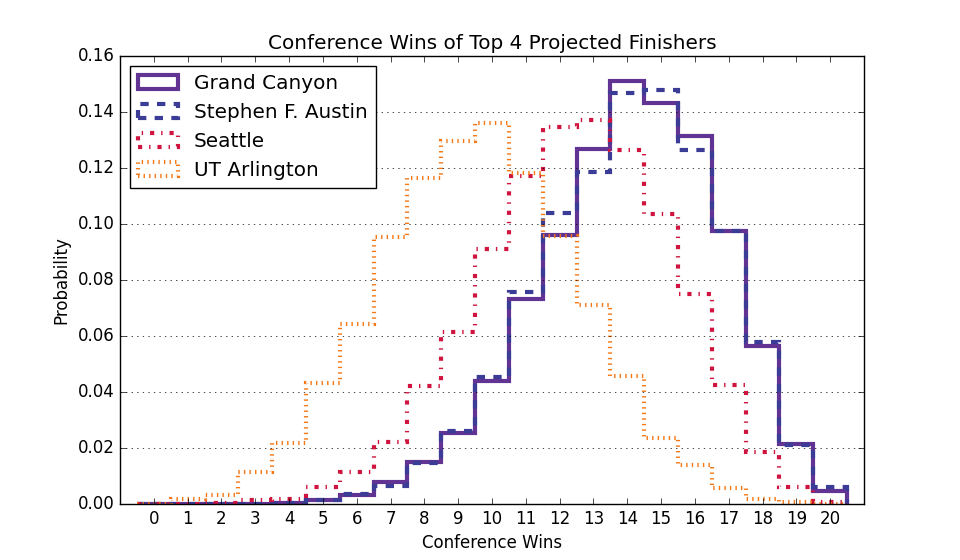 Conference Wins of Top 4 Projected Finishers
0.16
0.14
0.12
0.10
0.08
0.06
0.04
0.02
0.00
Probability
Grand Canyon
Stephen F. Austin
Seattle
UT Arlington
0 1 2 3 4 5 6 7 8 9 10 11 12 13 14 15 16 17 18 19 20
Conference Wins